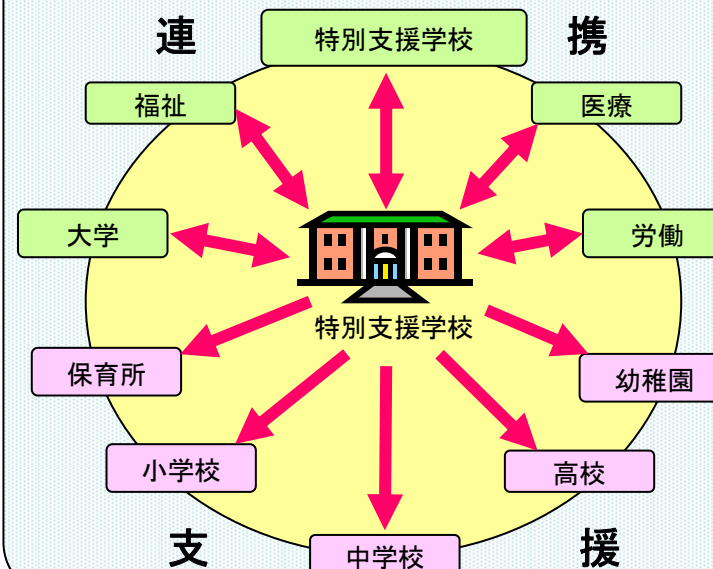 連 携
特別支援学校
福祉
医療
大学
労働
特別支援学校
保育所
幼稚園
小学校
高校
中学校
支 援